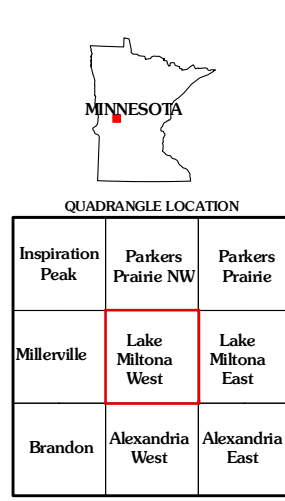 MINNESOTA
QUADRANGLE LOCATION
Inspiration
Peak
Parkers
Prairie NW
Parkers
Prairie
Millerville
Lake
Miltona
West
Lake
Miltona
East
Brandon
Alexandria
West
Alexandria
East